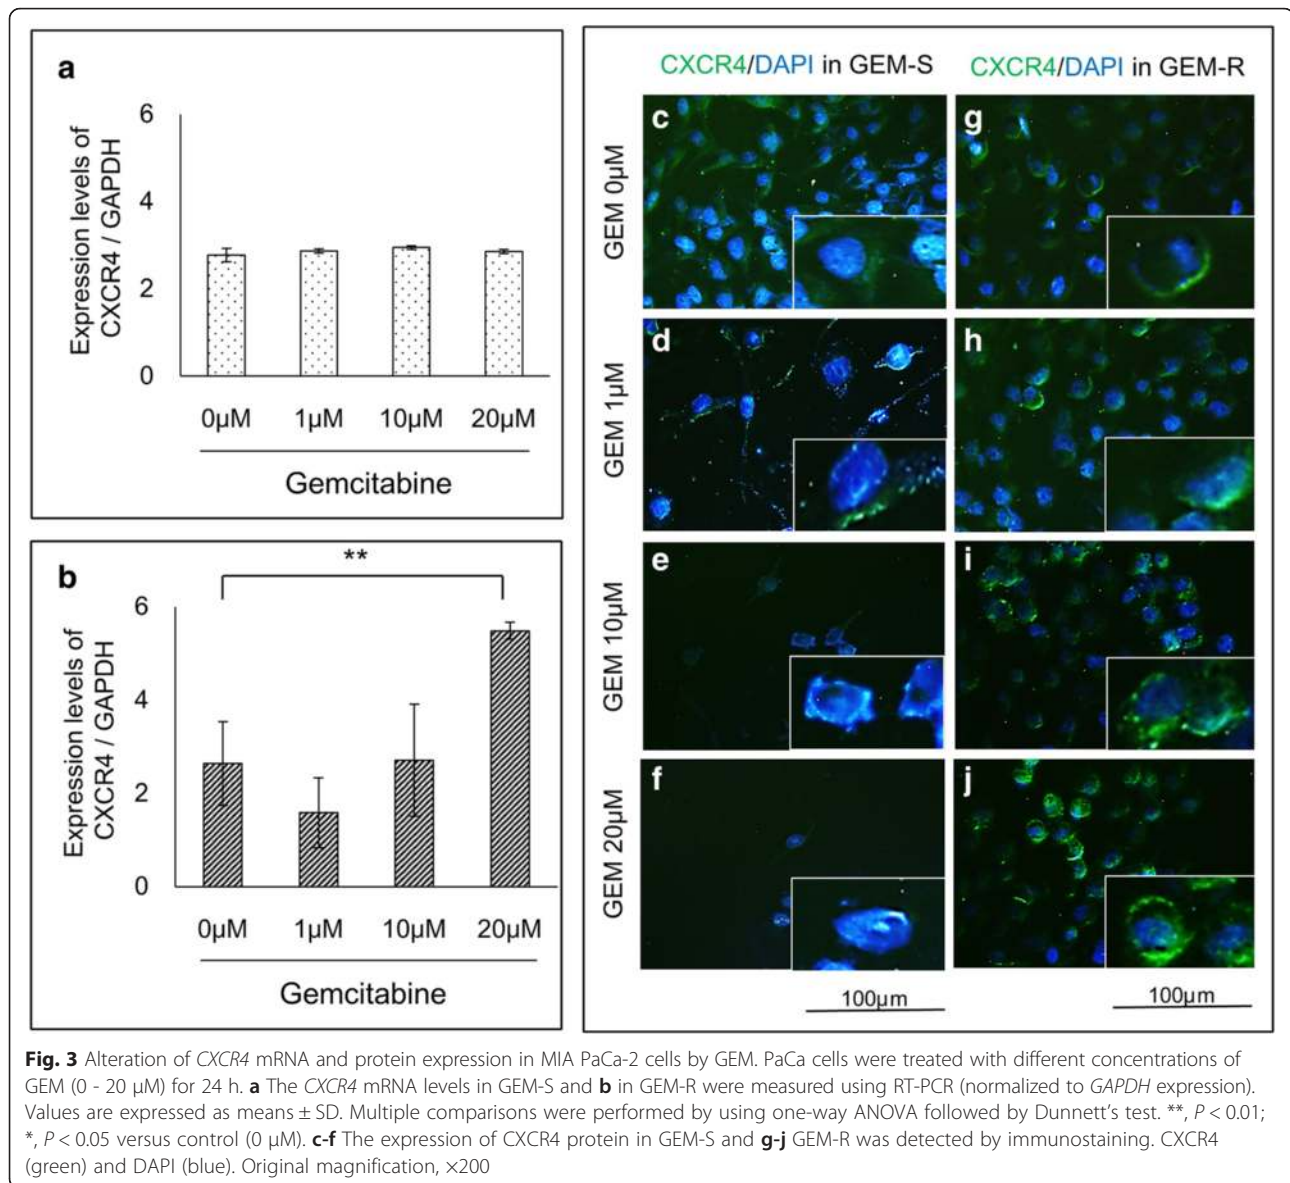 a
Expression levels of
CXCR4 / GAPDH
6
4
2
0
0µM 1µM 10µM 20µM
Gemcitabine
b
**
Expression levels of
CXCR4 / GAPDH
6
4
2
0
0µM 1µM 10µM 20µM
Gemcitabine
CXCR4/DAPI in GEM-S CXCR4/DAPI in GEM-R
GEM 0µM
c g
GEM 1µM
d h
GEM 10µM
e i
GEM 20µM
f j
100µm 100µm
Fig. 3 Alteration of CXCR4 mRNA and protein expression in MIA PaCa-2 cells by GEM. PaCa cells were treated with different concentrations of
GEM (0 - 20 µM) for 24 h. a The CXCR4 mRNA levels in GEM-S and b in GEM-R were measured using RT-PCR (normalized to GAPDH expression).
Values are expressed as means ± SD. Multiple comparisons were performed by using one-way ANOVA followed by Dunnett's test. **, P < 0.01;
*, P < 0.05 versus control (0 µM). c-f The expression of CXCR4 protein in GEM-S and g-j GEM-R was detected by immunostaining. CXCR4
(green) and DAPI (blue). Original magnification, ×200